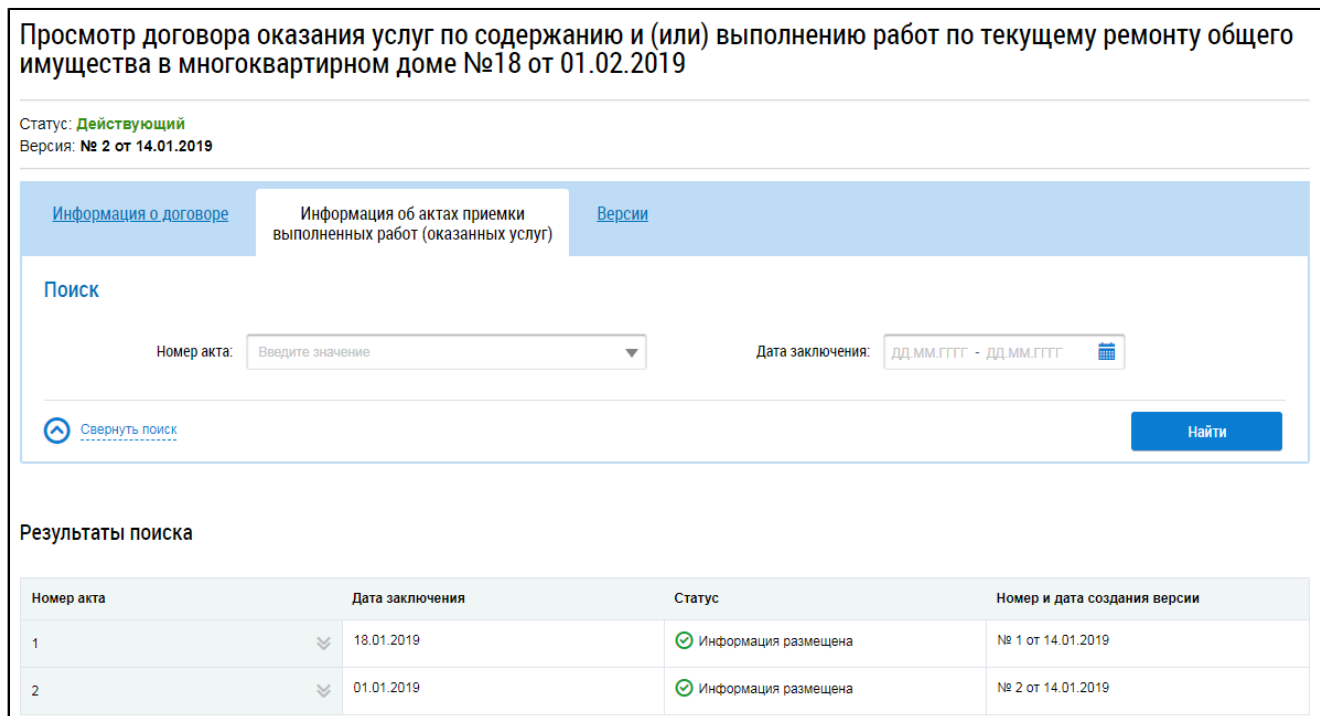 Просмотр договора оказания услуг по содержанию и (или) выполнению работ по текущему ремонту общего
имущества в многоквартирном доме №18 от 01.02.2019
Статус: Действующий
Версия: № 2 от 14.01.2019
Информация о договоре
Информация об актах приемки
выполненных работ (оказанных услуг)
Версии
Поиск
Номер акта: Введите значение Дата заключения: ДД.ММ.ГГГГ - ДД.ММ.ГГГГ
Свернуть поиск Найти
Результаты поиска
Номер акта Дата заключения Статус Номер и дата создания версии
1 18.01.2019 Информация размещена № 1 от 14.01.2019
2 01.01.2019 Информация размещена № 2 от 14.01.2019